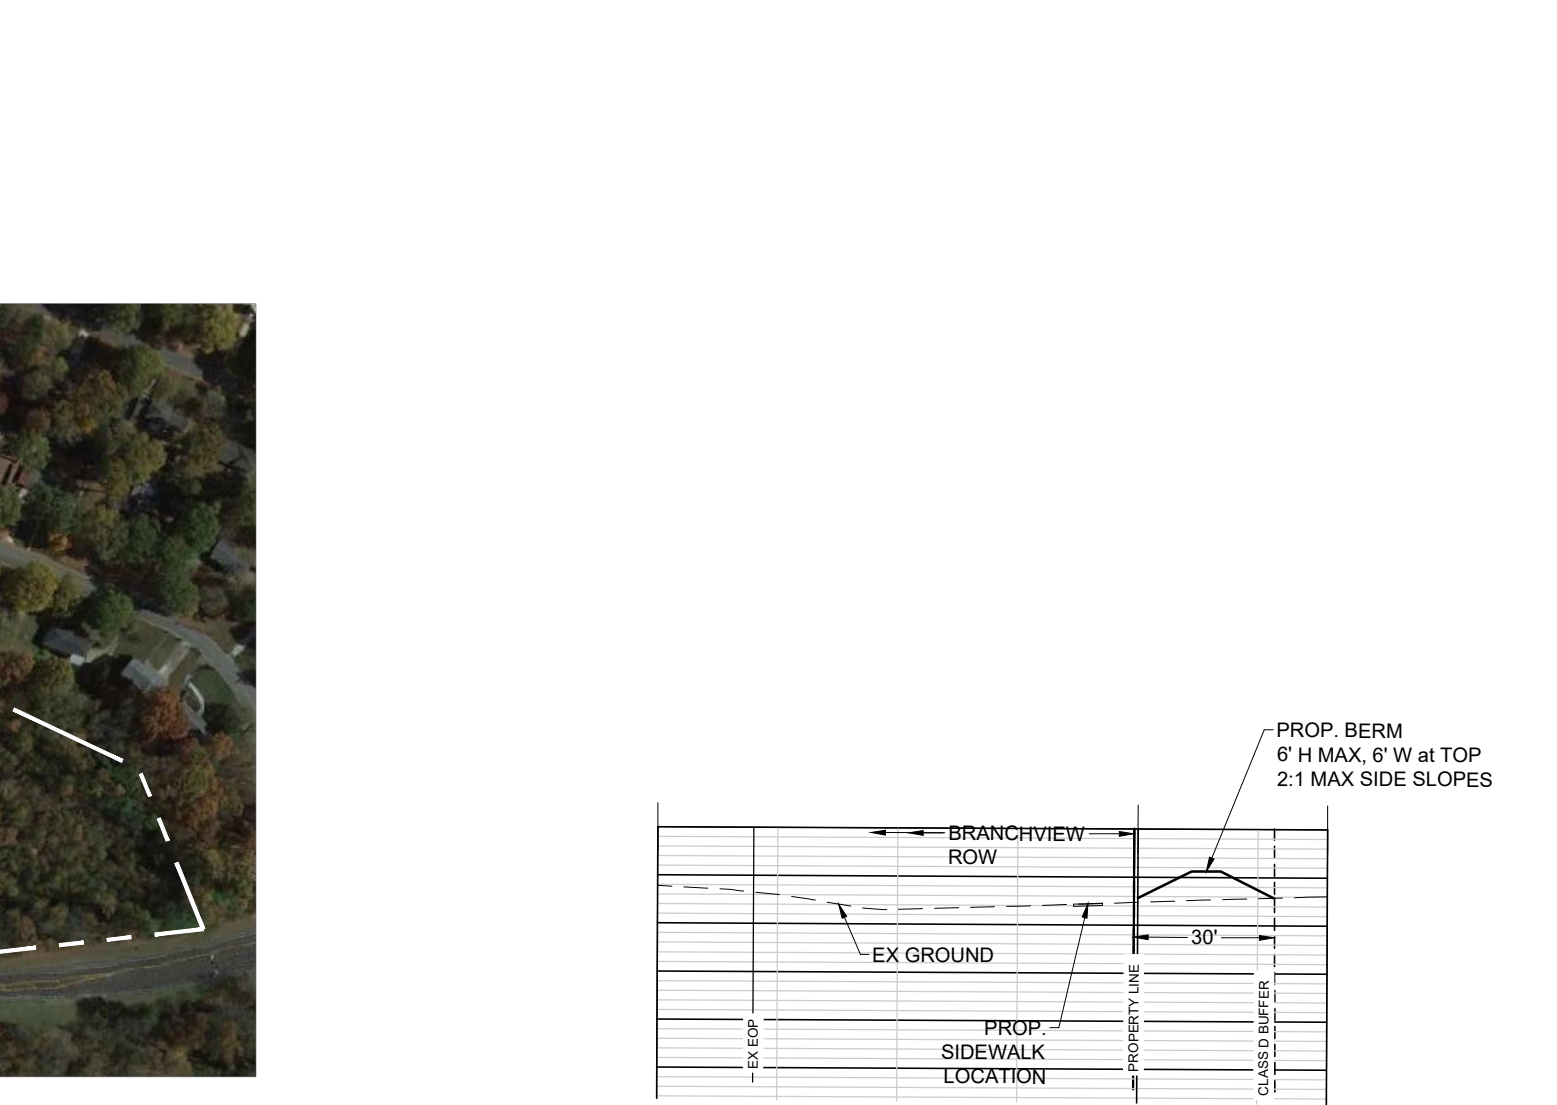 PROP. BERM
6' H MAX, 6' W at TOP
2:1 MAX SIDE SLOPES
BRANCHVIEW
ROW
30'
EX GROUND
PROP.
SIDEWALK
LOCATION
EX EOP
PROPERTY LINE
CLASS D BUFFER